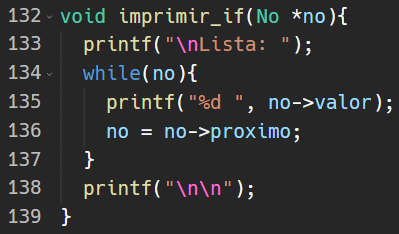 132 void imprimir_if(No *no){
133 printf("\nLista: ");
134 while(no){
135 printf("%d ", no->valor);
136 no = no->proximo;
137 }
138 printf("\n\n");
139 }